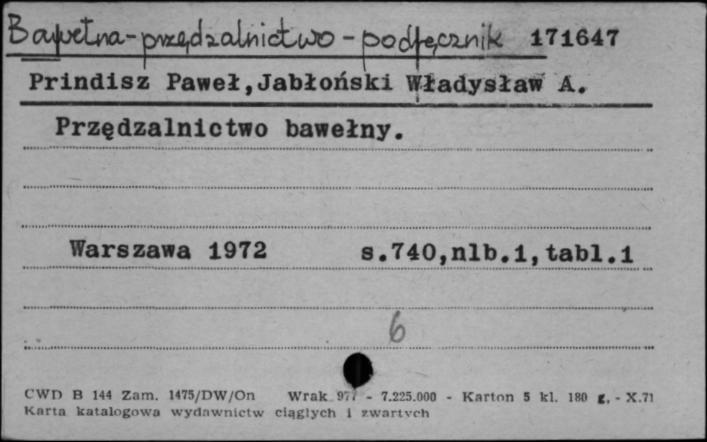 Bawełna - przędzalnictwo - podręcznik 171647
Prindisz Paweł,Jabłoński Władysław A.
Przędzalnictwo bawełny.
Warszawa 1972 s.740,nlb.1,tabl.1
6
CWD B 144 Zam. 1475/DW/On Wrak - 7.225.000 - Karton 5 kl. 180 g. - X.71
Karta katalogowa wydawnictw ciągłych i zwartych